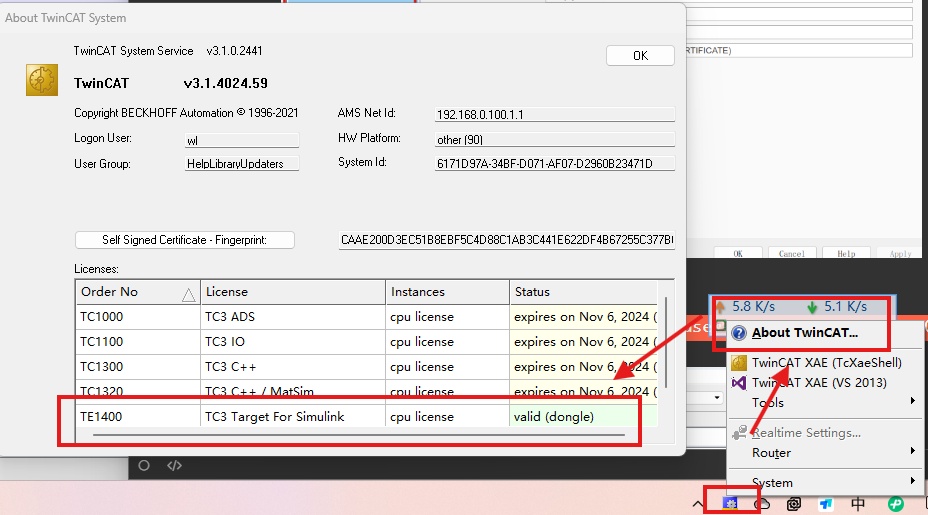 About TwinCAT System
TwinCAT System Service v3.1.0.2441
OK
TwinCAT v3.1.4024.59
Copyright BECKHOFF Automation © 1996-2021
AMS Net Id: 192.168.0.100.1.1
Logon User: wl
HW Platform: other (90)
User Group: HelpLibraryUpdaters
System Id: 6171D97A-34BF-D071-AF07-D2960B23471D
Self Signed Certificate - Fingerprint:
CAAE200D3EC51B8EBF5C4D88C1AB3C441E622DF4B67255C377B
Licenses:
Order No License Instances Status
TC1000 TC3 ADS cpu license expires on Nov 6, 2024 (
TC1100 TC3 IO cpu license expires on Nov 6, 2024 (
TC1300 TC3 C++ cpu license expires on Nov 6, 2024 (
TC1320 TC3 C++ / MatSim cpu license expires on Nov 6, 2024 (
TE1400 TC3 Target For Simulink cpu license valid (dongle)
RTIFICATE)
OK Cancel Help Apply
5.8 K/s 5.1 K/s
ase
About TwinCAT...
TwinCAT XAE (TcXaeShell)
TwinCAT XAE (VS 2013)
Tools
Realtime Settings...
Router
System
中